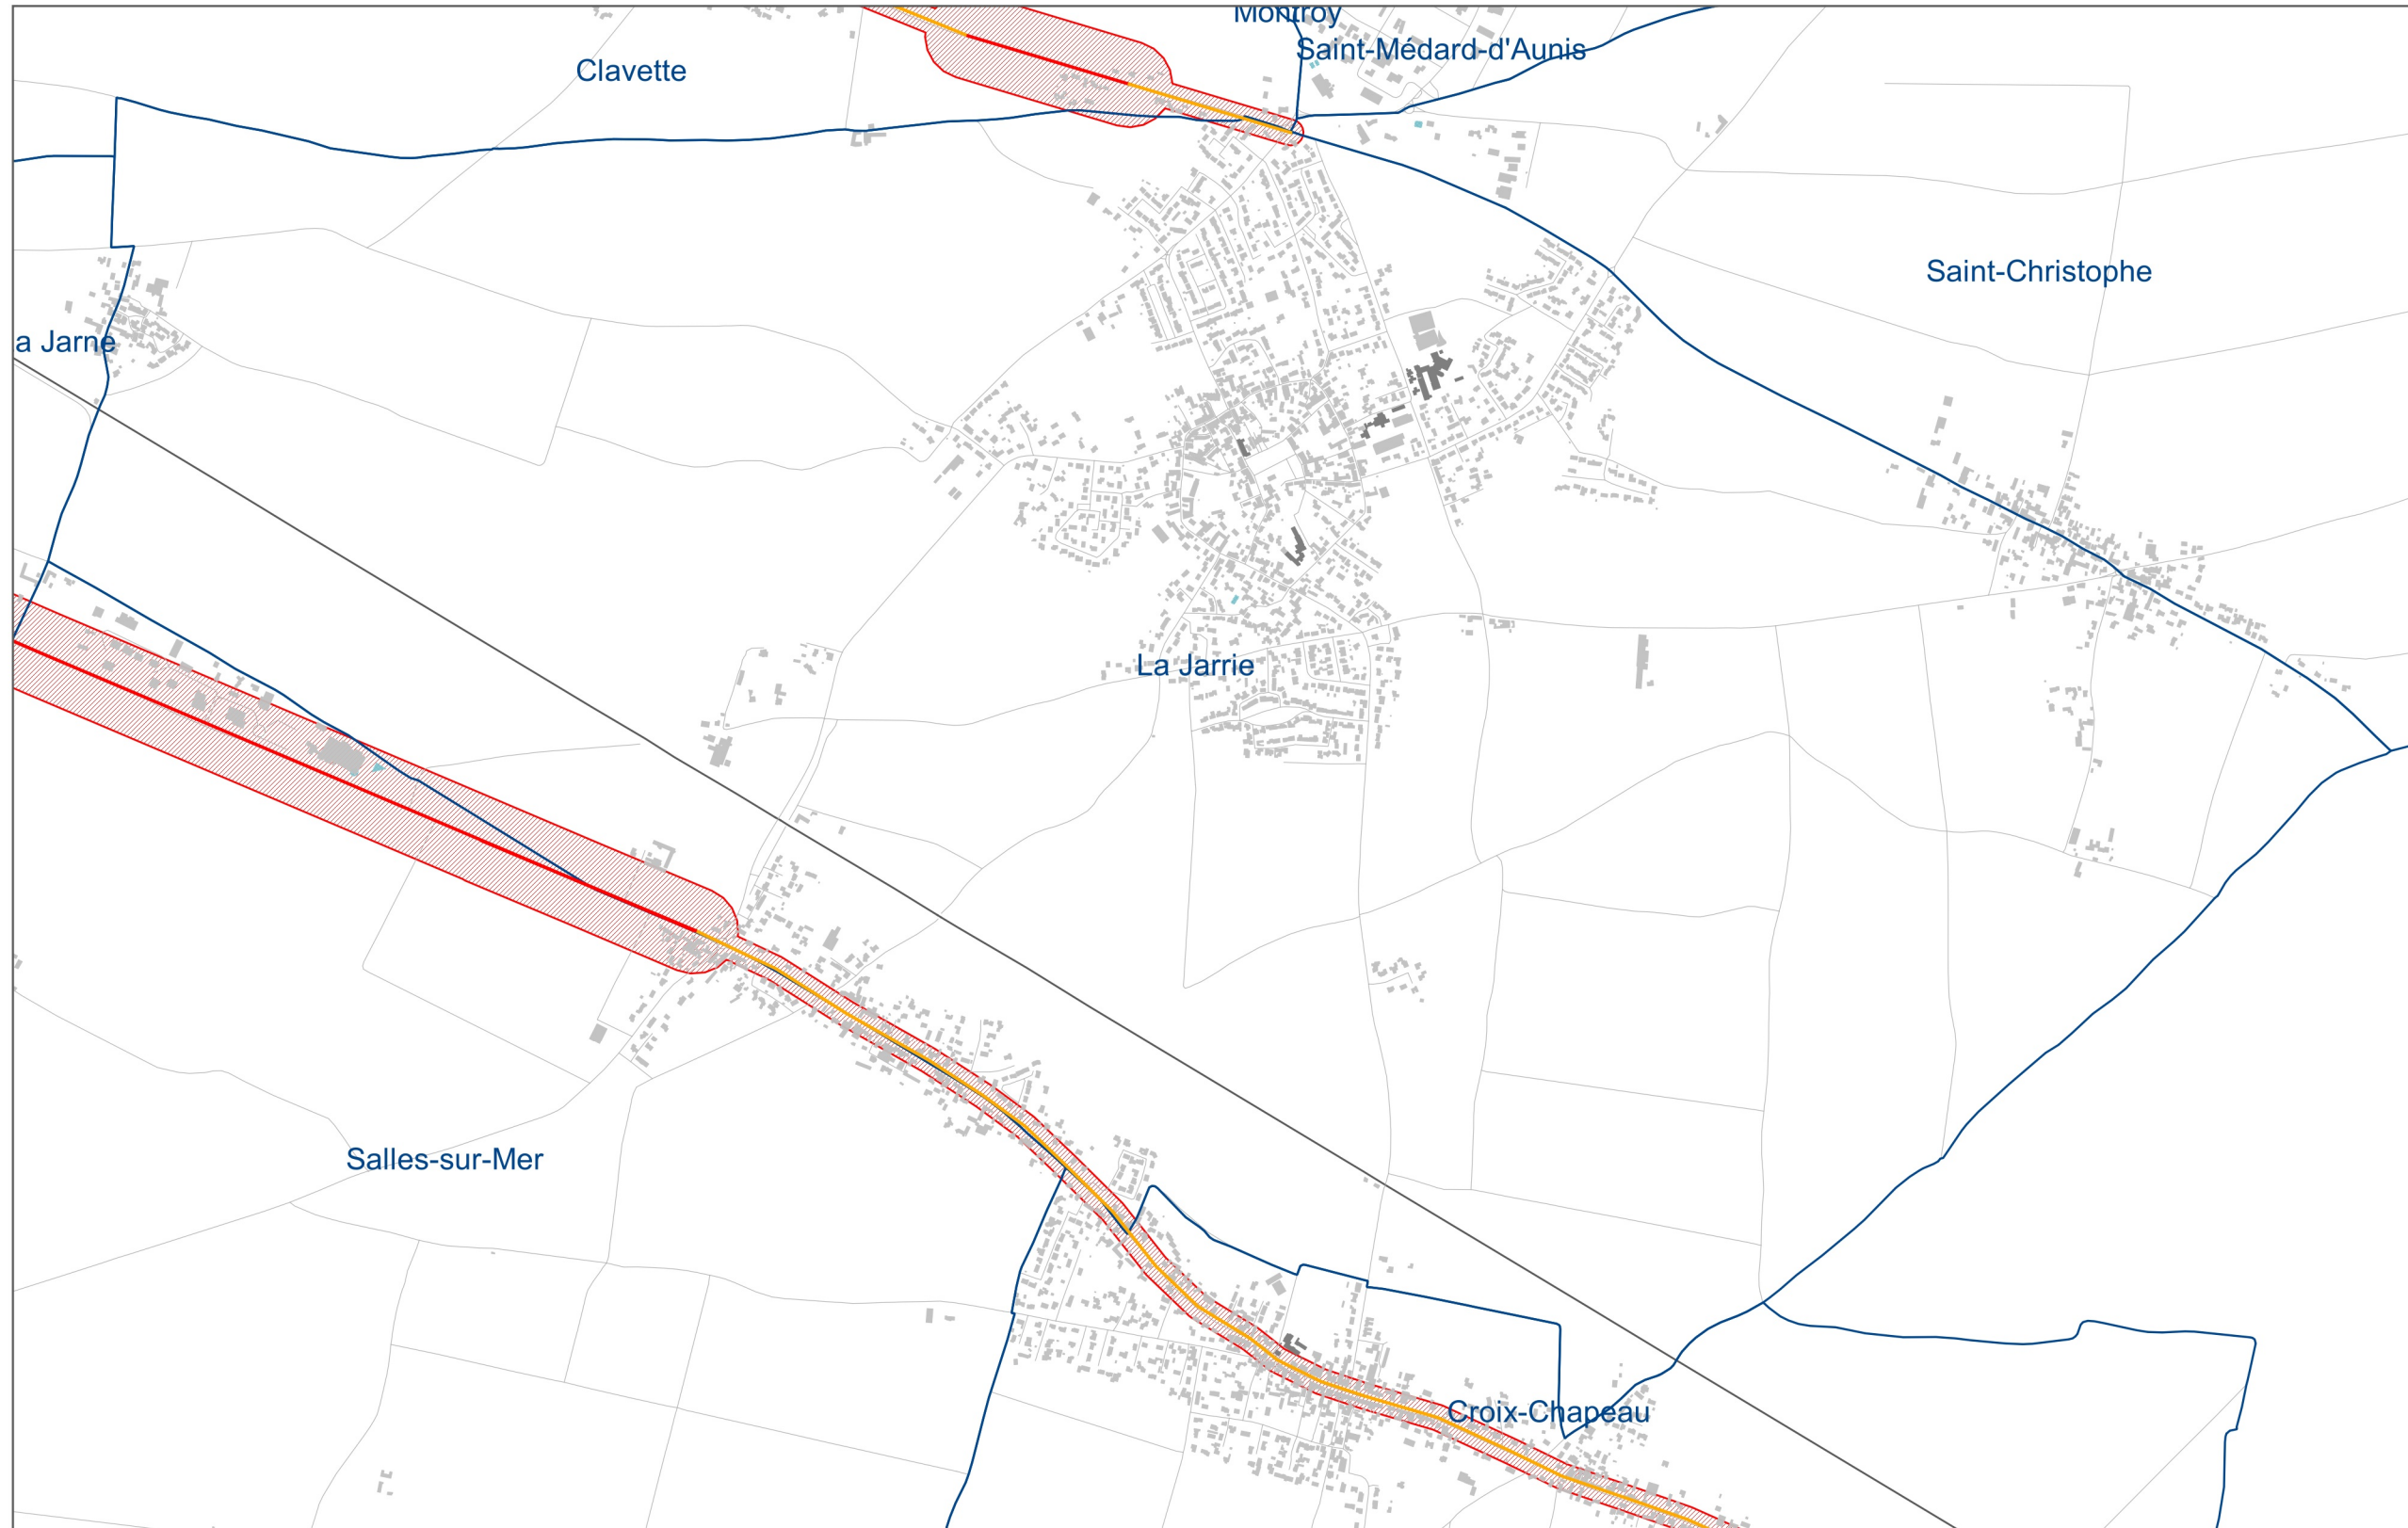 Montroy
Saint-Médard-d'Aunis
Clavette
Saint-Christophe
a Jarne
La Jarrie
Salles-sur-Mer
Croix-Chapeau